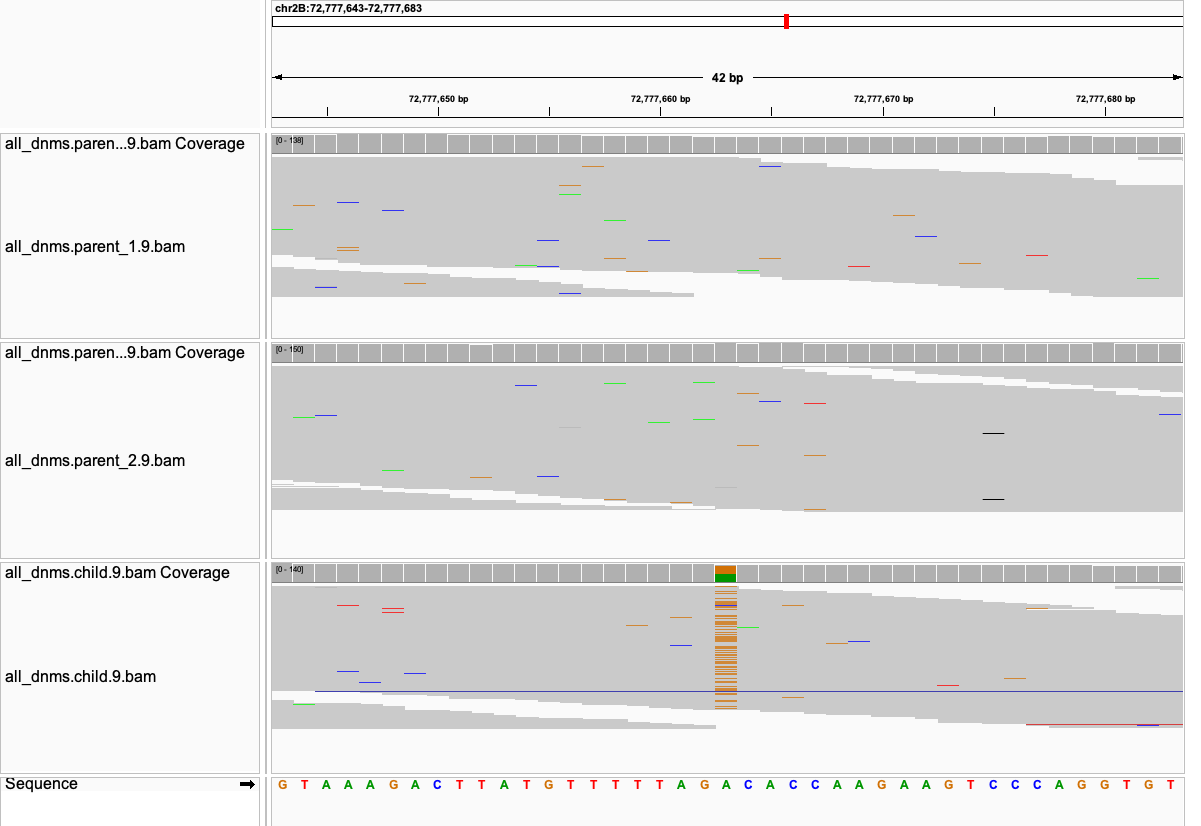 chr2B:72,777,643-72,777,683
42 bp
72,777,650 bp 72,777,660 bp 72,777,670 bp 72,777,680 bp
all_dnms.paren...9.bam Coverage
[0 - 138]
all_dnms.parent_1.9.bam
all_dnms.paren...9.bam Coverage
[0 - 150]
all_dnms.parent_2.9.bam
all_dnms.child.9.bam Coverage
[0 - 140]
all_dnms.child.9.bam
Sequence G T A A A G A C T T A T G T T T T T A G A C A C C A A G A A G T C C C A G G T G T